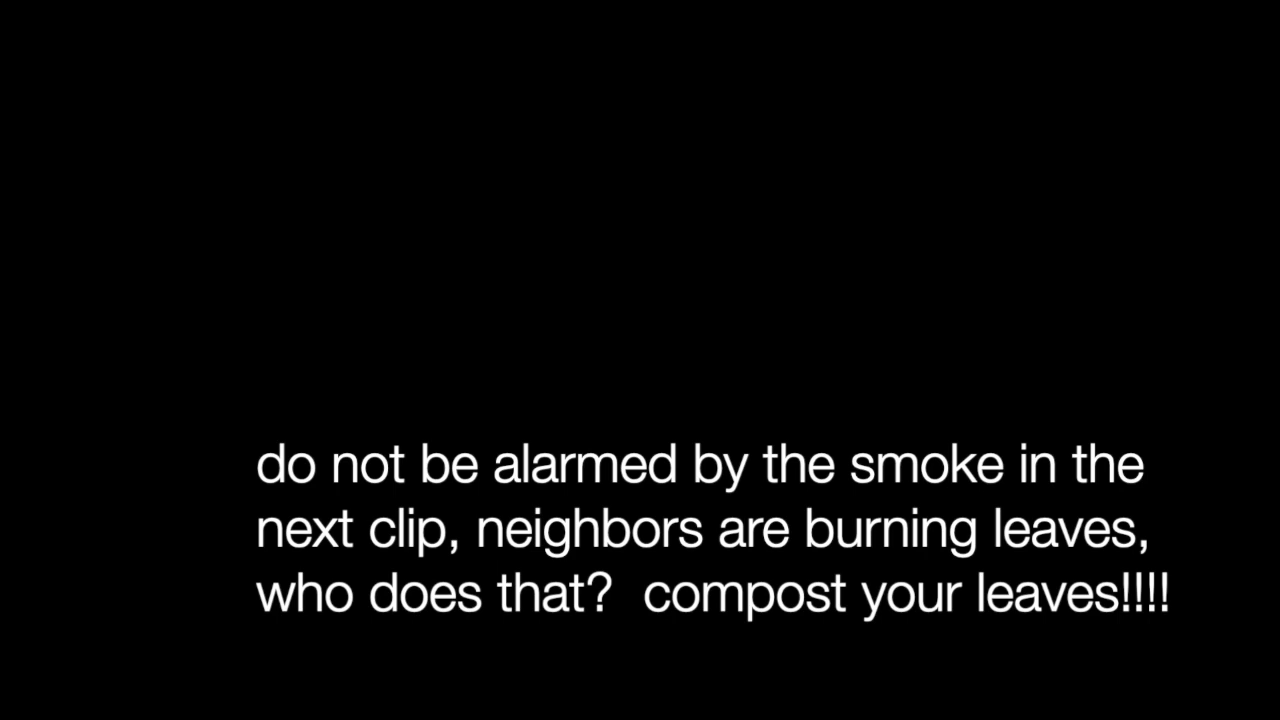 do not be alarmed by the smoke in the
next clip, neighbors are burning leaves,
who does that?  compost your leaves!!!!